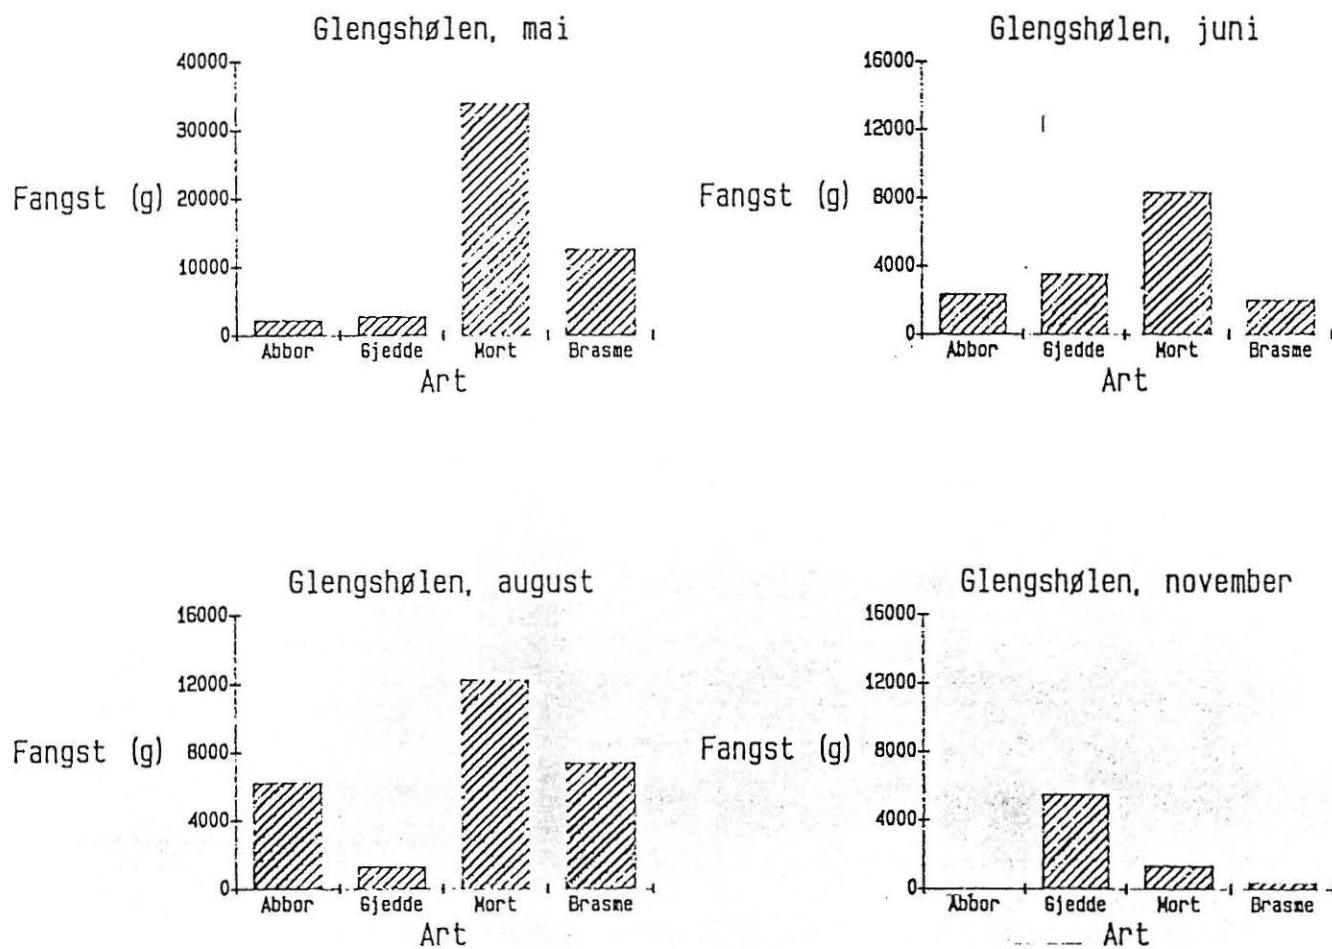 Glengshølen, mai
40000
30000
Fangst (g)
20000
10000
0
Abbor Gjedde Mort Brasme
Art
Glengshølen, juni
16000
12000
Fangst (g)
8000
4000
0
Abbor Gjedde Mort Brasme
Art
Glengshølen, august
16000
12000
Fangst (g)
8000
4000
0
Abbor Gjedde Mort Brasme
Art
Glengshølen, november
16000
12000
Fangst (g)
8000
4000
0
Abbor Gjedde Mort Brasme
Art